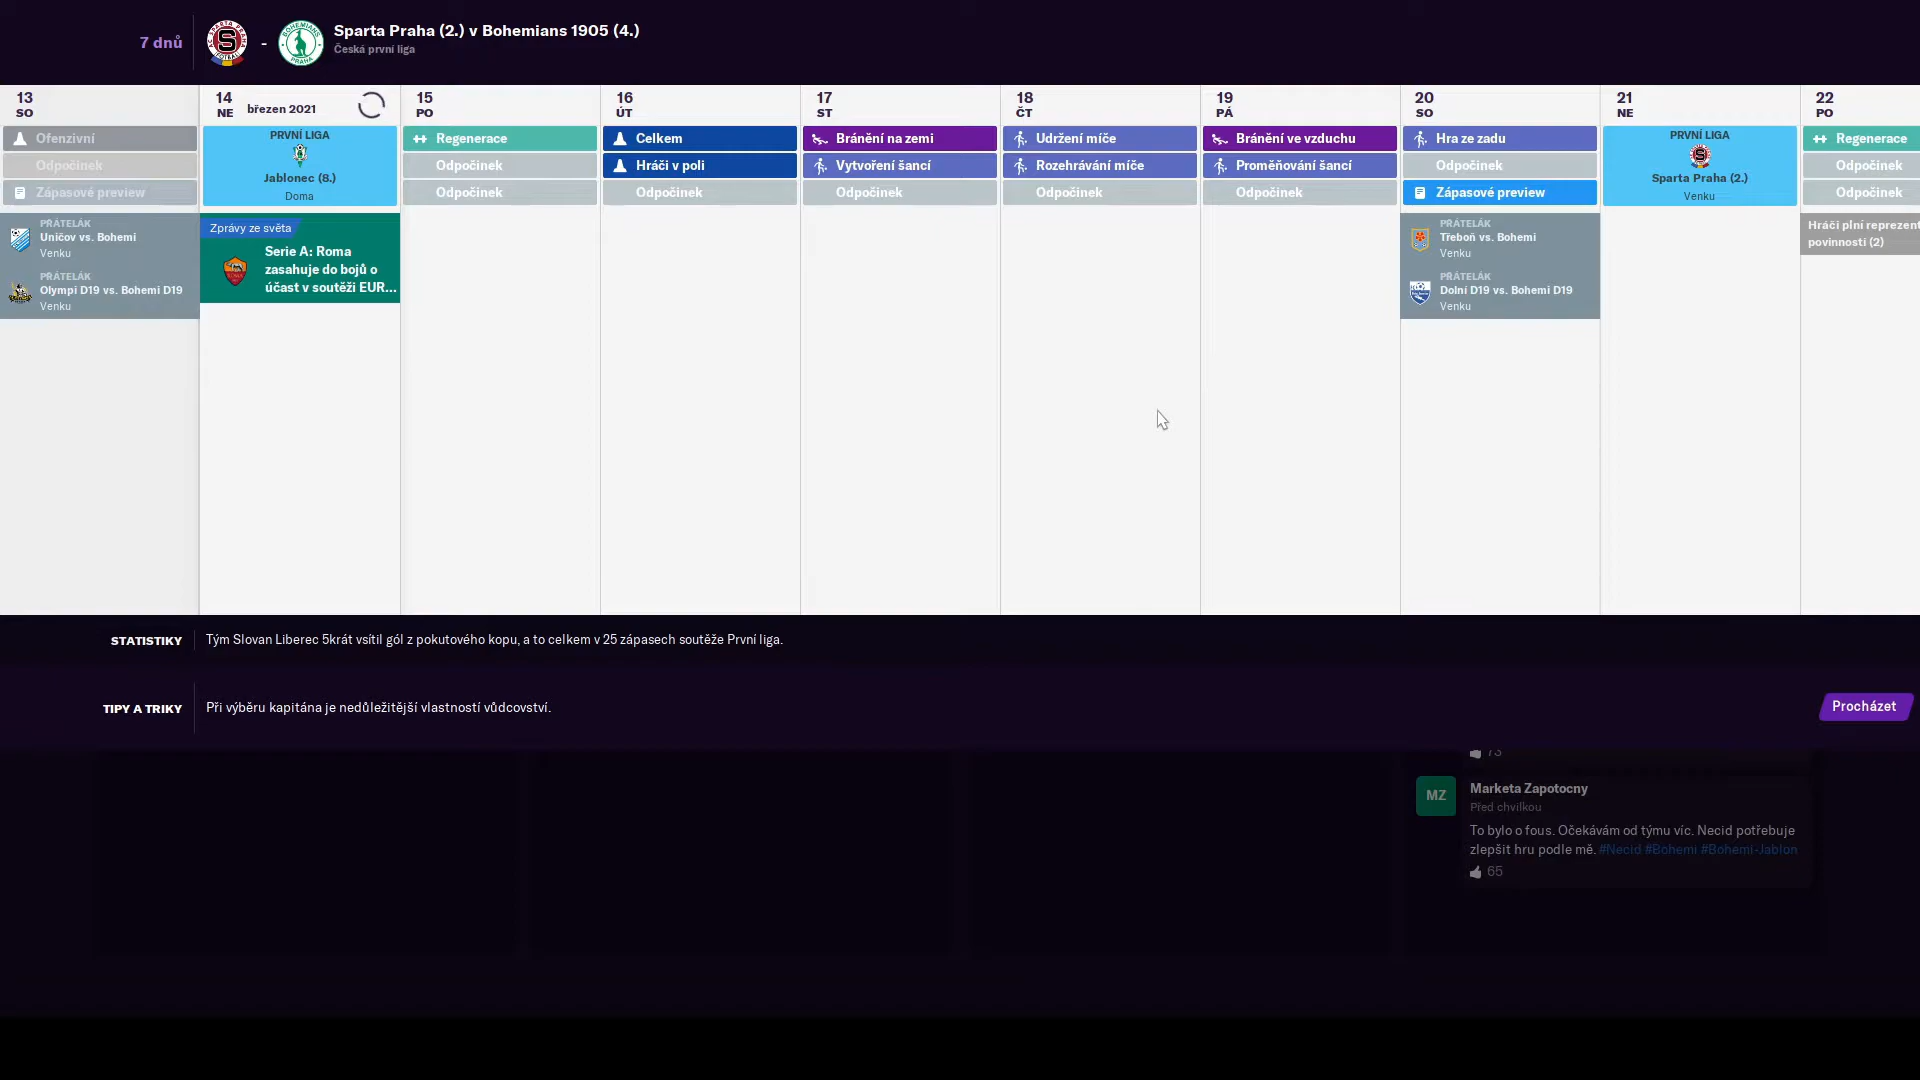 7 dnů
Sparta Praha (2.) v Bohemians 1905 (4.)
Česká první liga
13
SO
Ofenzivní
Odpočinek
Zápasové preview
PŘÁTELÁK
Uničov vs. Bohemi
Venku
PŘÁTELÁK
Olympi D19 vs. Bohemi D19
Venku
14
NE
březen 2021
PRVNÍ LIGA
Jablonec (8.)
Doma
Zprávy ze světa
Serie A: Roma
zasahuje do bojů o
účast v soutěži EUR...
15
PO
Regenerace
Odpočinek
Odpočinek
16
ÚT
Celkem
Hráči v poli
Odpočinek
17
ST
Bránění na zemi
Vytvoření šancí
Odpočinek
18
ČT
Udržení míče
Rozehrávání míče
Odpočinek
19
PÁ
Bránění ve vzduchu
Proměňování šancí
Odpočinek
20
SO
Hra ze zadu
Odpočinek
Zápasové preview
PŘÁTELÁK
Třeboň vs. Bohemi
Venku
PŘÁTELÁK
Dolní D19 vs. Bohemi D19
Venku
21
NE
PRVNÍ LIGA
Sparta Praha (2.)
Venku
22
PO
Regenerace
Odpočinek
Odpočinek
Hráči plní reprezent
povinnosti (2)
STATISTIKY
Tým Slovan Liberec 5krát vsítil gól z pokutového kopu, a to celkem v 25 zápasech soutěže První liga.
TIPY A TRIKY
Při výběru kapitána je nedůležitější vlastností vůdcovství.
Procházet
73
MZ
Marketa Zapotocny
Před chvilkou
To bylo o fous. Očekávám od týmu víc. Necid potřebuje
zlepšit hru podle mě. #Necid #Bohemi #Bohemi-Jablon
65